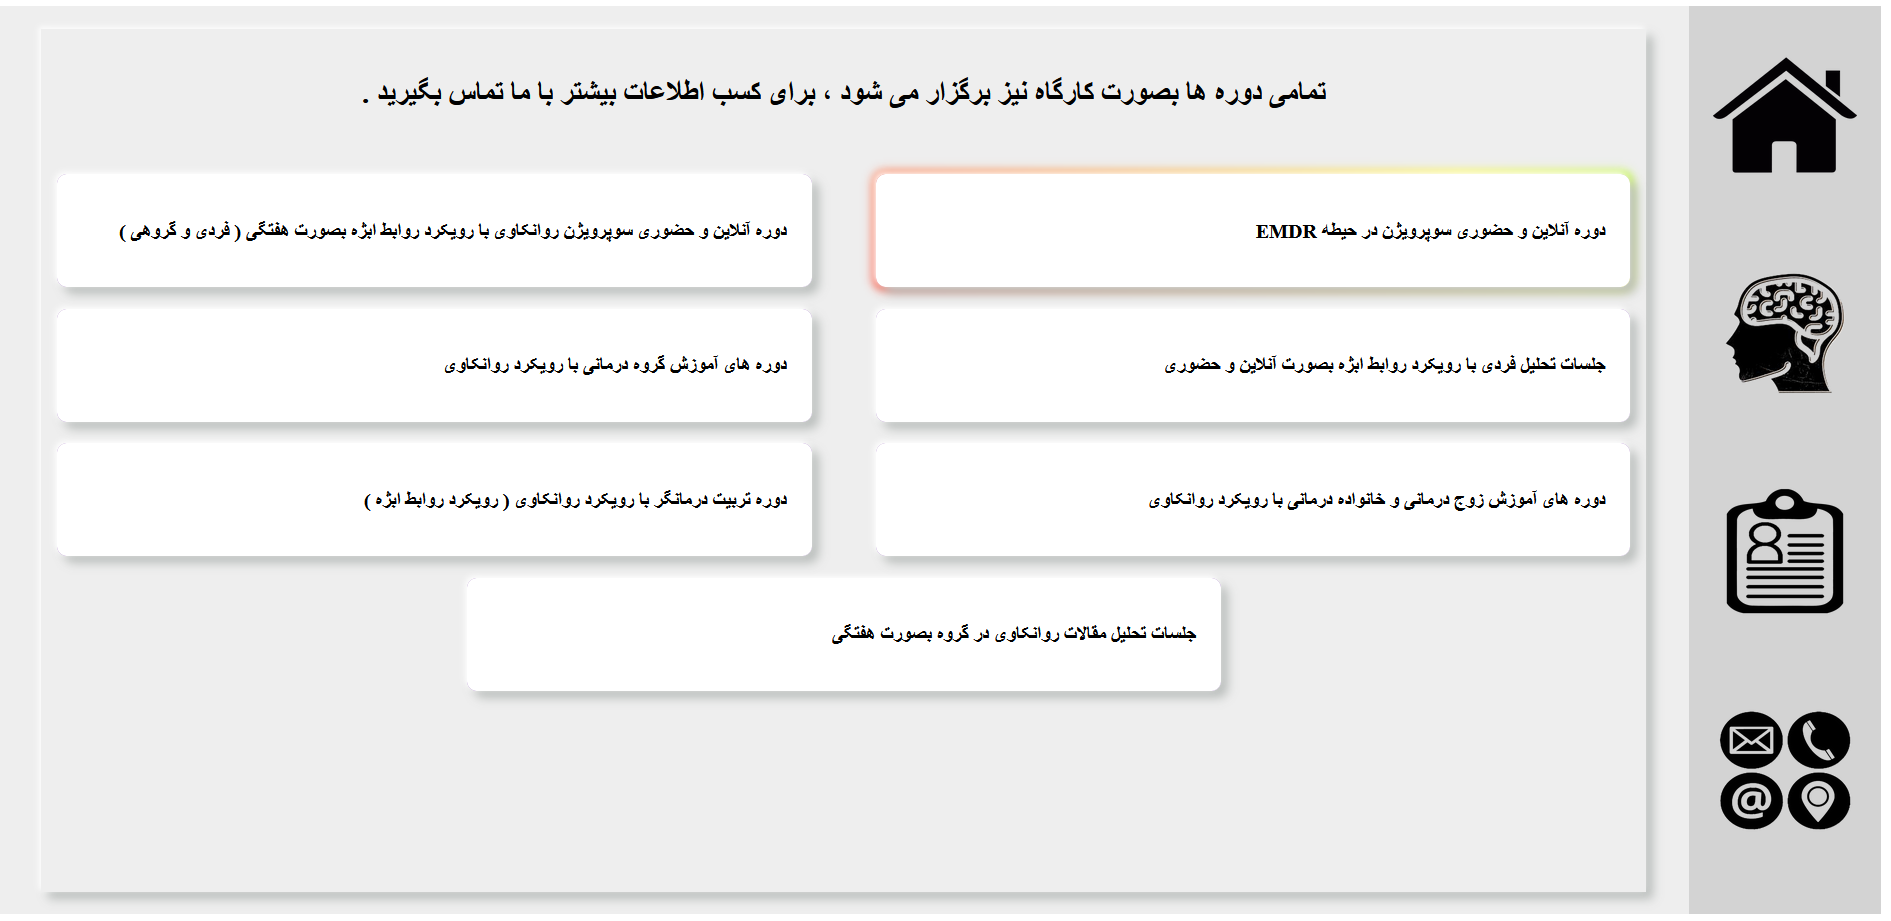 تمامی دوره ها بصورت کارگاه نیز برگزار می شود ، برای کسب اطلاعات بیشتر با ما تماس بگیرید .
دوره آنلاین و حضوری سوپرویژن در حیطه EMDR
دوره آنلاین و حضوری سوپرویژن روانکاوی با رویکرد روابط ابژه بصورت هفتگی ( فردی و گروهی )
جلسات تحلیل فردی با رویکرد روابط ابژه بصورت آنلاین و حضوری
دوره های آموزش گروه درمانی با رویکرد روانکاوی
دوره های آموزش زوج درمانی و خانواده درمانی با رویکرد روانکاوی
دوره تربیت درمانگر با رویکرد روانکاوی ( رویکرد روابط ابژه )
جلسات تحلیل مقالات روانکاوی در گروه بصورت هفتگی